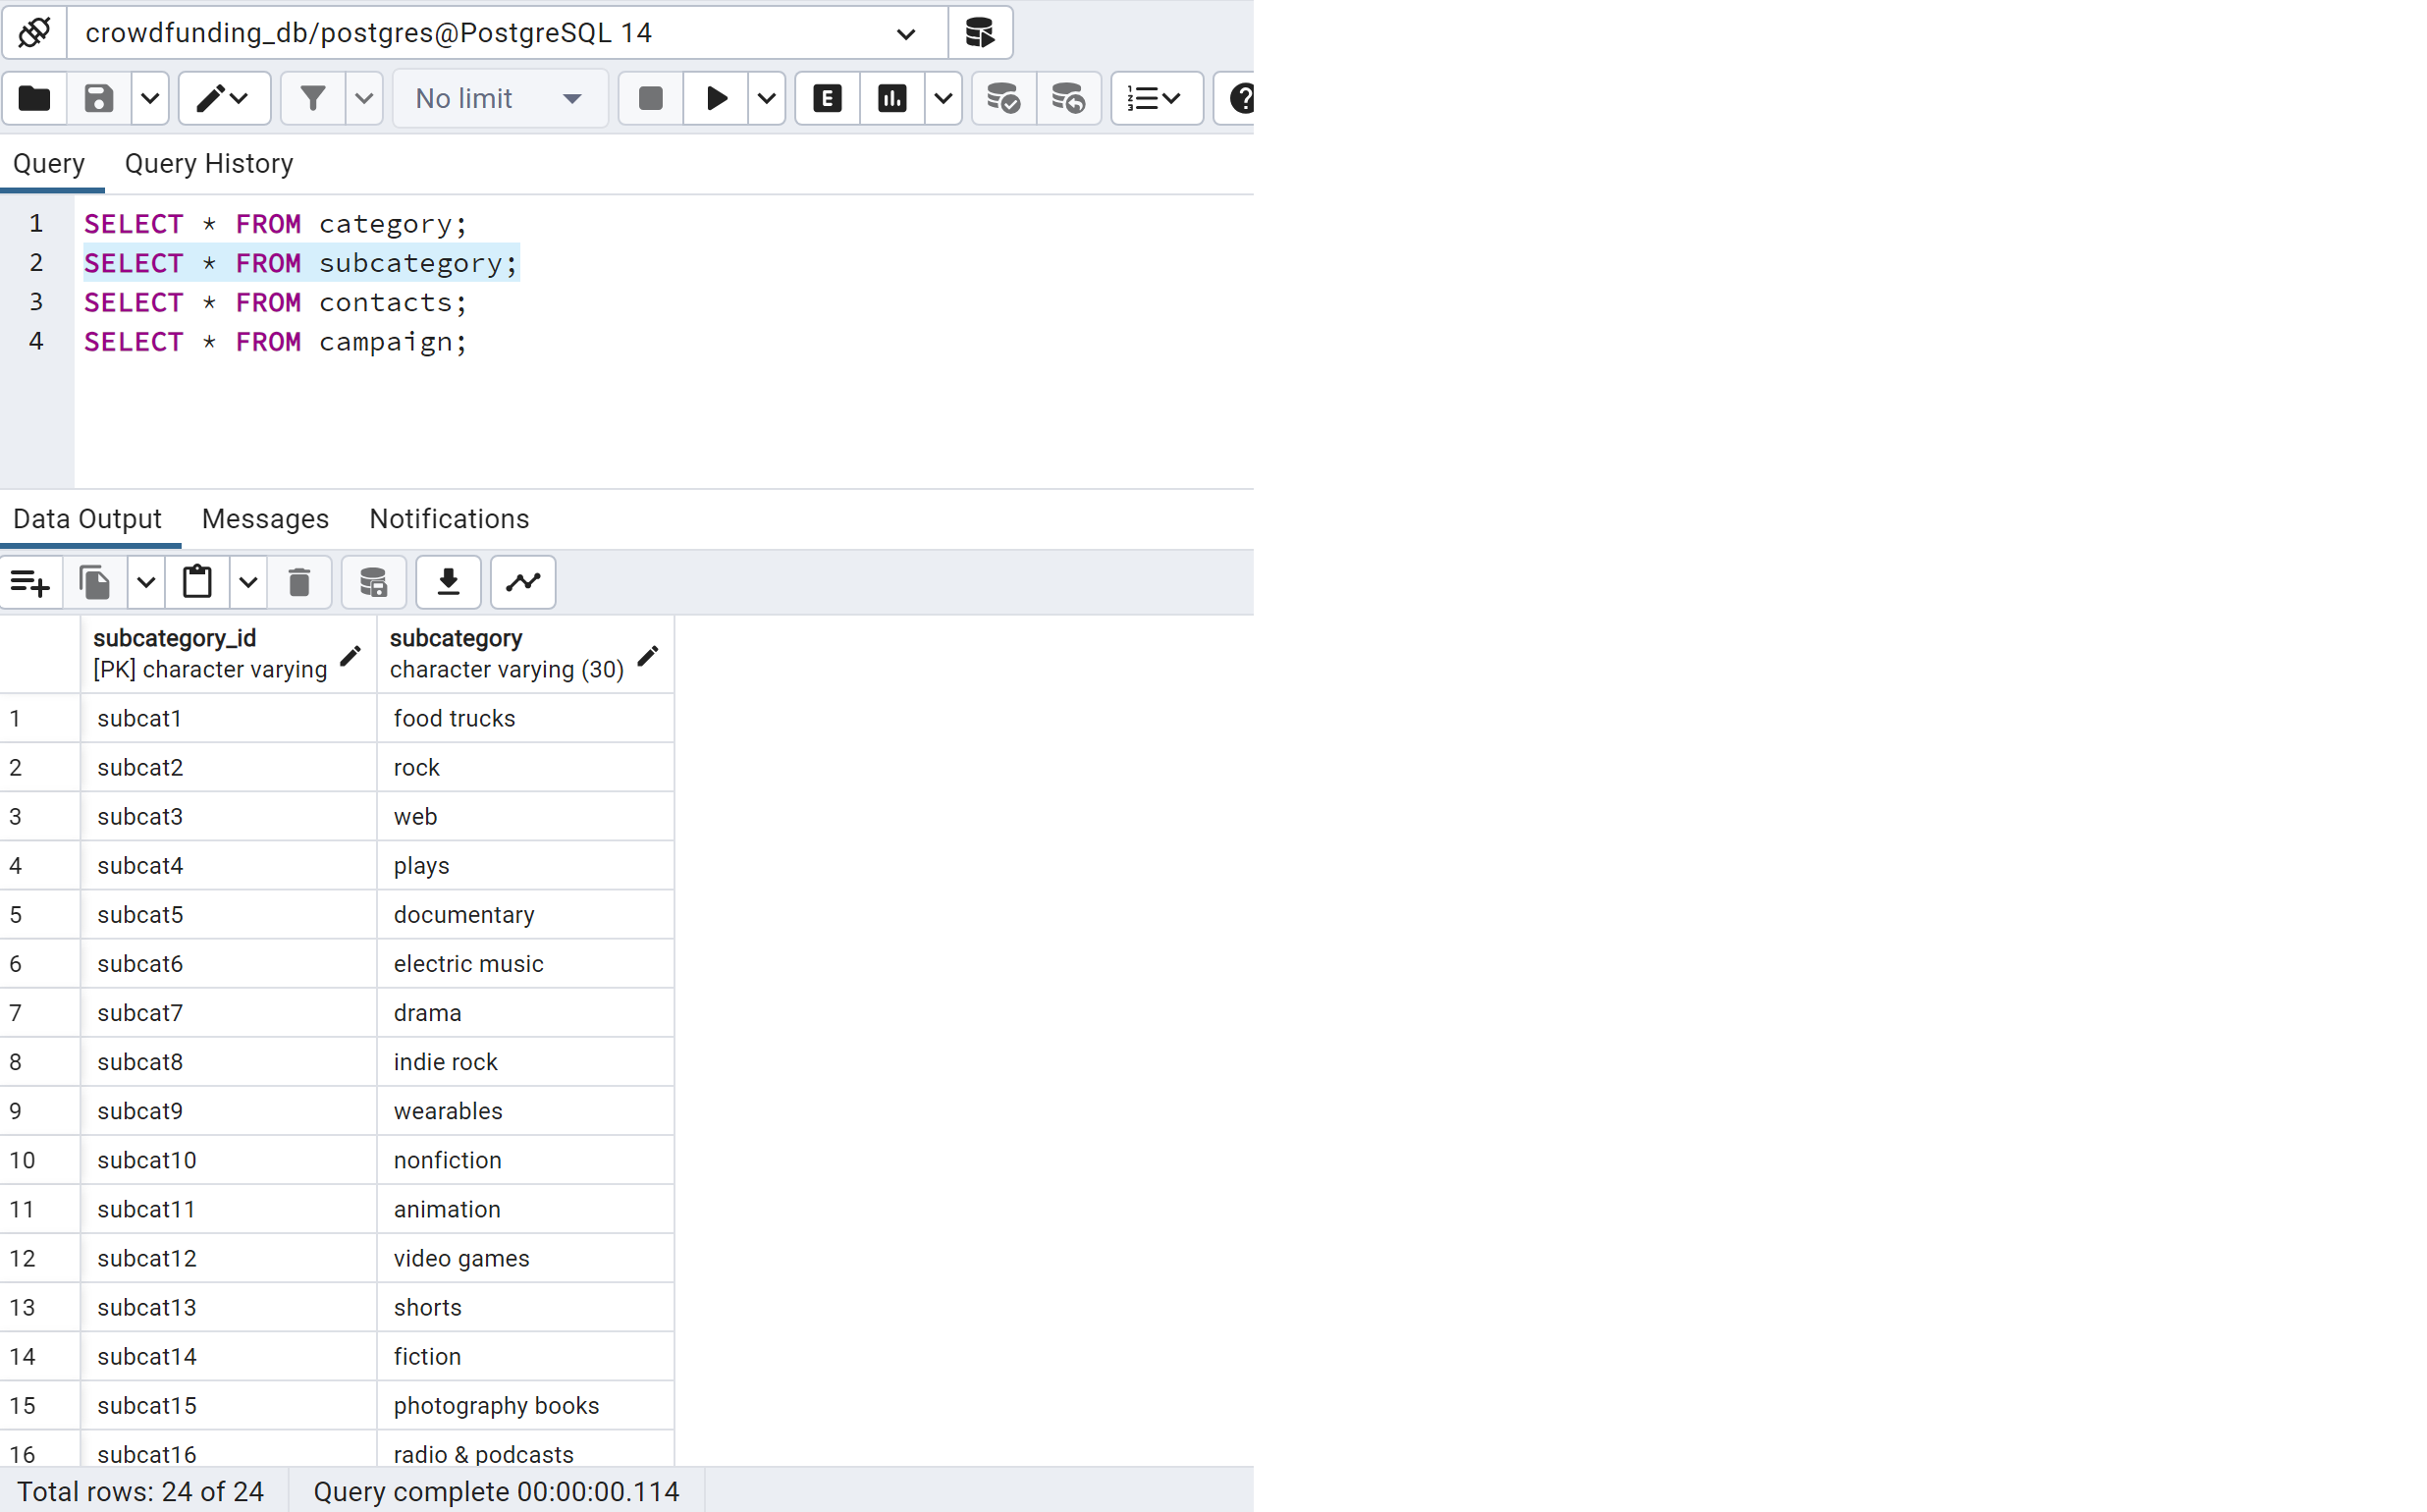 crowdfunding_db/postgres@PostgreSQL 14
No limit
E
Query Query History
1 SELECT * FROM category;
2 SELECT * FROM subcategory;
3 SELECT * FROM contacts;
4 SELECT * FROM campaign;
Data Output Messages Notifications
subcategory_id subcategory
[PK] character varying character varying (30)
1 subcat1 food trucks
2 subcat2 rock
3 subcat3 web
4 subcat4 plays
5 subcat5 documentary
6 subcat6 electric music
7 subcat7 drama
8 subcat8 indie rock
9 subcat9 wearables
10 subcat10 nonfiction
11 subcat11 animation
12 subcat12 video games
13 subcat13 shorts
14 subcat14 fiction
15 subcat15 photography books
16 subcat16 radio & podcasts
Total rows: 24 of 24 Query complete 00:00:00.114